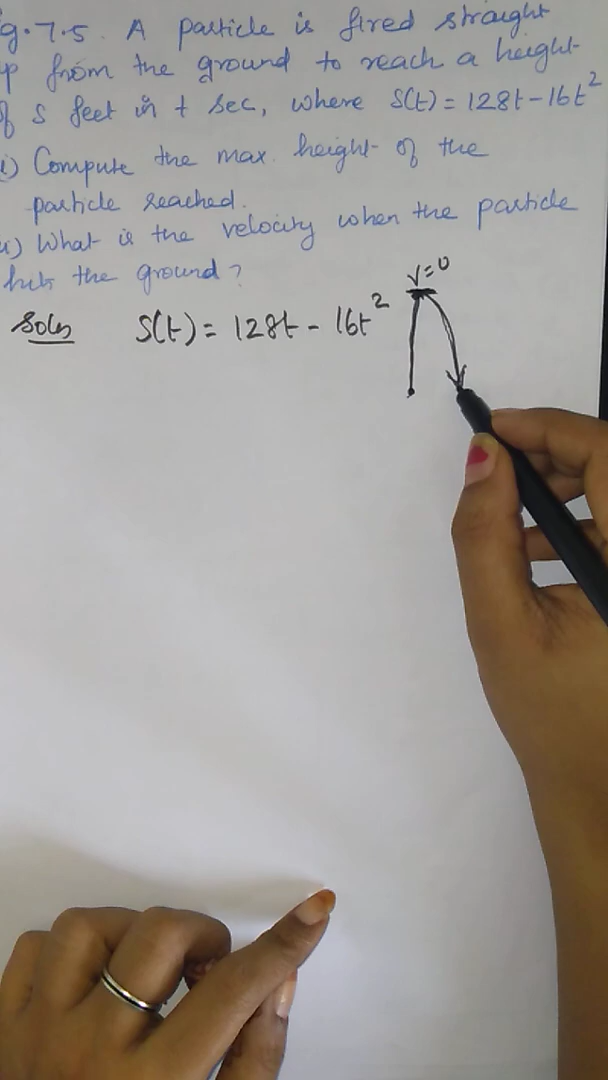 g. 7.5. A particle is fired straight
p from the ground to reach a height
of s feet in t sec, where S(t) = 128t - 16t²
i) Compute the max. height of the
particle reached.
ii) What is the velocity when the particle
hits the ground?
V=0
Soln S(t) = 128t - 16t²